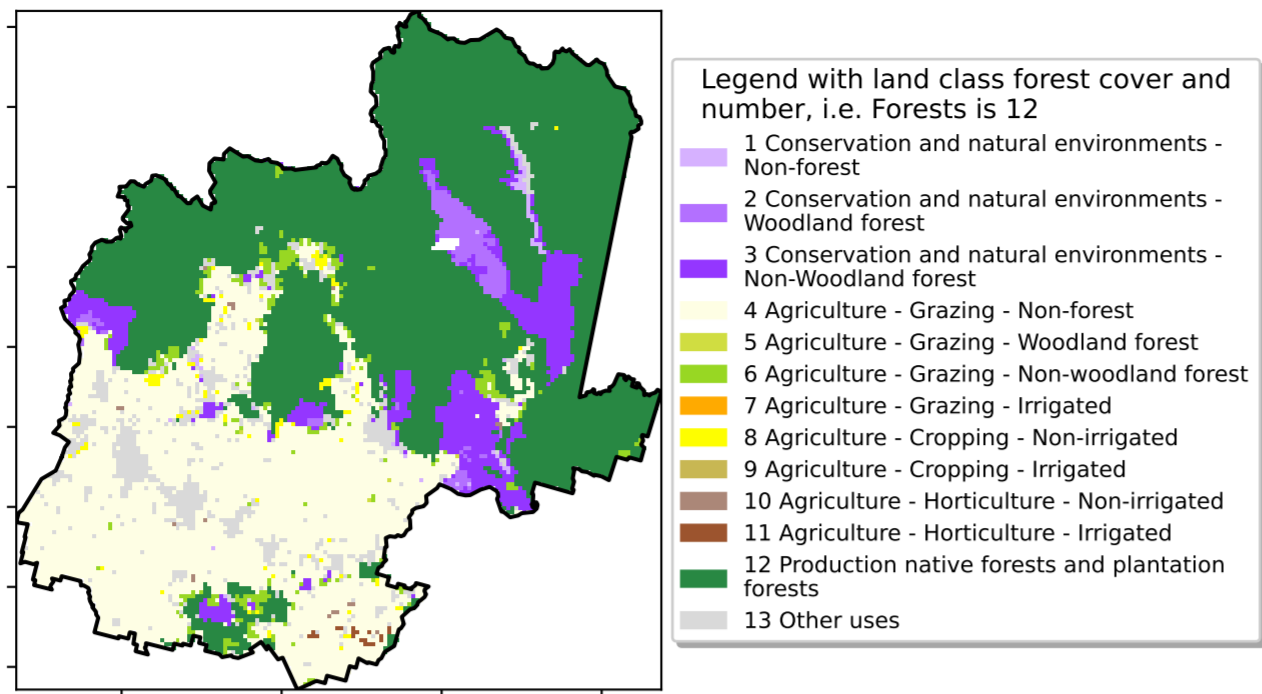 Legend with land class forest cover and
number, i.e. Forests is 12
1 Conservation and natural environments -
Non-forest
2 Conservation and natural environments -
Woodland forest
3 Conservation and natural environments -
Non-Woodland forest
4 Agriculture - Grazing - Non-forest
5 Agriculture - Grazing - Woodland forest
6 Agriculture - Grazing - Non-woodland forest
7 Agriculture - Grazing - Irrigated
8 Agriculture - Cropping - Non-irrigated
9 Agriculture - Cropping - Irrigated
10 Agriculture - Horticulture - Non-irrigated
11 Agriculture - Horticulture - Irrigated
12 Production native forests and plantation
forests
13 Other uses